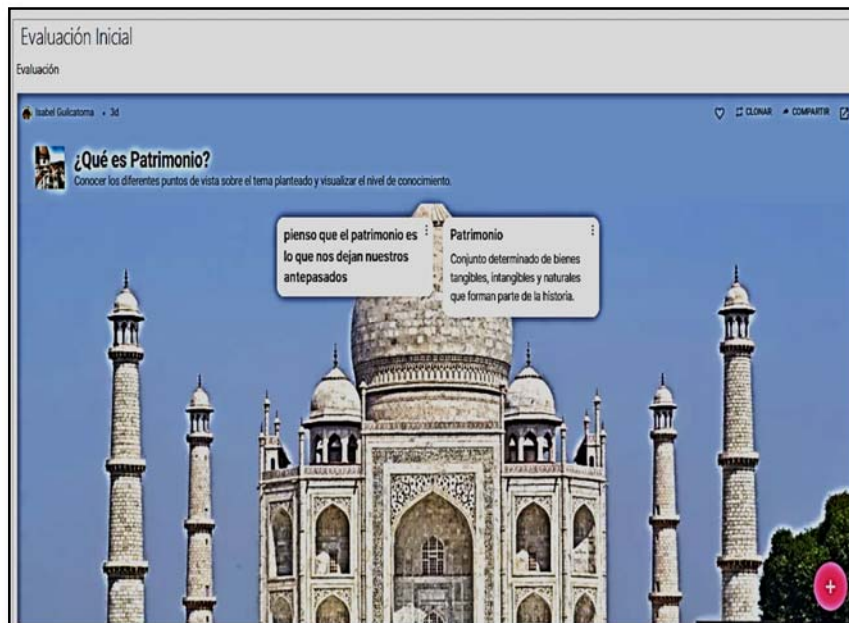 Evaluación Inicial
Evaluación
Isabel Guilcatoma • 3d
CLONAR
COMPARTIR
¿Qué es Patrimonio?
Conocer los diferentes puntos de vista sobre el tema planteado y visualizar el nivel de conocimiento.
pienso que el patrimonio es
lo que nos dejan nuestros
antepasados
Patrimonio
Conjunto determinado de bienes
tangibles, intangibles y naturales
que forman parte de la historia.